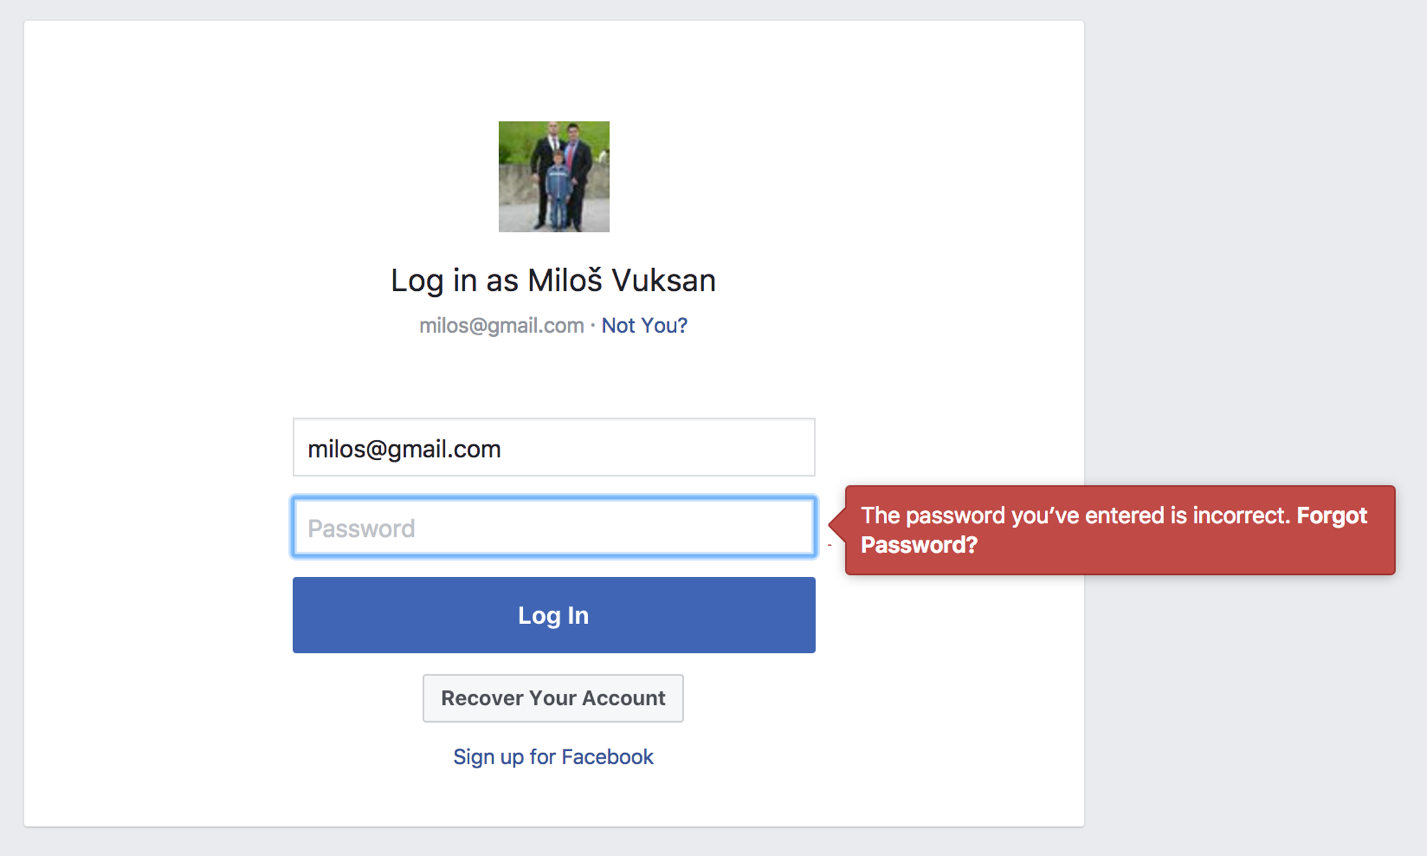 Log in as Miloš Vuksan
milos@gmail.com · Not You?
milos@gmail.com
Password
The password you’ve entered is incorrect. Forgot
Password?
Log In
Recover Your Account
Sign up for Facebook